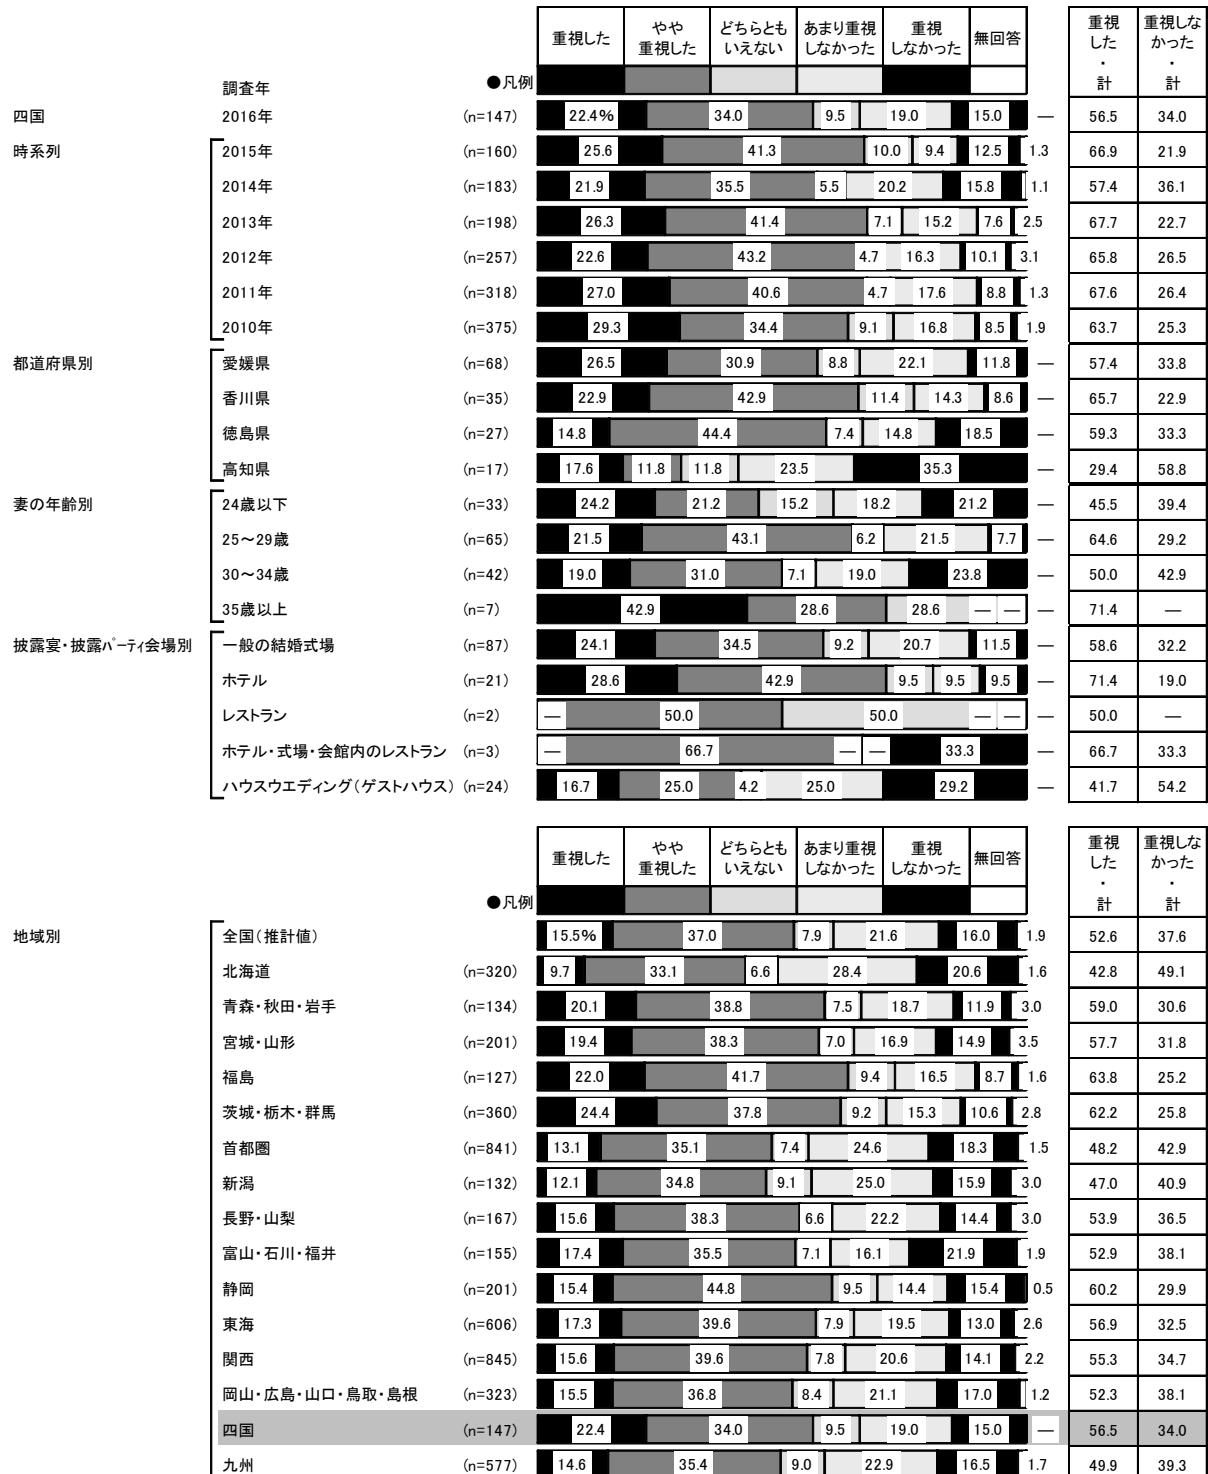 重視した やや重視した どちらともいえない あまり重視しなかった 重視しなかった 無回答 重視した・計 重視しなかった・計
●凡例
調査年
四国 2016年 (n=147) 22.4% 34.0 9.5 19.0 15.0 — 56.5 34.0
時系列 2015年 (n=160) 25.6 41.3 10.0 9.4 12.5 1.3 66.9 21.9
2014年 (n=183) 21.9 35.5 5.5 20.2 15.8 1.1 57.4 36.1
2013年 (n=198) 26.3 41.4 7.1 15.2 7.6 2.5 67.7 22.7
2012年 (n=257) 22.6 43.2 4.7 16.3 10.1 3.1 65.8 26.5
2011年 (n=318) 27.0 40.6 4.7 17.6 8.8 1.3 67.6 26.4
2010年 (n=375) 29.3 34.4 9.1 16.8 8.5 1.9 63.7 25.3
都道府県別 愛媛県 (n=68) 26.5 30.9 8.8 22.1 11.8 — 57.4 33.8
香川県 (n=35) 22.9 42.9 11.4 14.3 8.6 — 65.7 22.9
徳島県 (n=27) 14.8 44.4 7.4 14.8 18.5 — 59.3 33.3
高知県 (n=17) 17.6 11.8 11.8 23.5 35.3 — 29.4 58.8
妻の年齢別 24歳以下 (n=33) 24.2 21.2 15.2 18.2 21.2 — 45.5 39.4
25～29歳 (n=65) 21.5 43.1 6.2 21.5 7.7 — 64.6 29.2
30～34歳 (n=42) 19.0 31.0 7.1 19.0 23.8 — 50.0 42.9
35歳以上 (n=7) 42.9 28.6 28.6 — — — 71.4 —
披露宴・披露ﾊﾟｰﾃｨ会場別 一般の結婚式場 (n=87) 24.1 34.5 9.2 20.7 11.5 — 58.6 32.2
ホテル (n=21) 28.6 42.9 9.5 9.5 9.5 — 71.4 19.0
レストラン (n=2) — 50.0 50.0 — — — 50.0 —
ホテル・式場・会館内のレストラン (n=3) — 66.7 — — 33.3 — 66.7 33.3
ハウスウエディング(ゲストハウス) (n=24) 16.7 25.0 4.2 25.0 29.2 — 41.7 54.2
重視した やや重視した どちらともいえない あまり重視しなかった 重視しなかった 無回答 重視した・計 重視しなかった・計
●凡例
地域別 全国(推計値) 15.5% 37.0 7.9 21.6 16.0 1.9 52.6 37.6
北海道 (n=320) 9.7 33.1 6.6 28.4 20.6 1.6 42.8 49.1
青森・秋田・岩手 (n=134) 20.1 38.8 7.5 18.7 11.9 3.0 59.0 30.6
宮城・山形 (n=201) 19.4 38.3 7.0 16.9 14.9 3.5 57.7 31.8
福島 (n=127) 22.0 41.7 9.4 16.5 8.7 1.6 63.8 25.2
茨城・栃木・群馬 (n=360) 24.4 37.8 9.2 15.3 10.6 2.8 62.2 25.8
首都圏 (n=841) 13.1 35.1 7.4 24.6 18.3 1.5 48.2 42.9
新潟 (n=132) 12.1 34.8 9.1 25.0 15.9 3.0 47.0 40.9
長野・山梨 (n=167) 15.6 38.3 6.6 22.2 14.4 3.0 53.9 36.5
富山・石川・福井 (n=155) 17.4 35.5 7.1 16.1 21.9 1.9 52.9 38.1
静岡 (n=201) 15.4 44.8 9.5 14.4 15.4 0.5 60.2 29.9
東海 (n=606) 17.3 39.6 7.9 19.5 13.0 2.6 56.9 32.5
関西 (n=845) 15.6 39.6 7.8 20.6 14.1 2.2 55.3 34.7
岡山・広島・山口・鳥取・島根 (n=323) 15.5 36.8 8.4 21.1 17.0 1.2 52.3 38.1
四国 (n=147) 22.4 34.0 9.5 19.0 15.0 — 56.5 34.0
九州 (n=577) 14.6 35.4 9.0 22.9 16.5 1.7 49.9 39.3